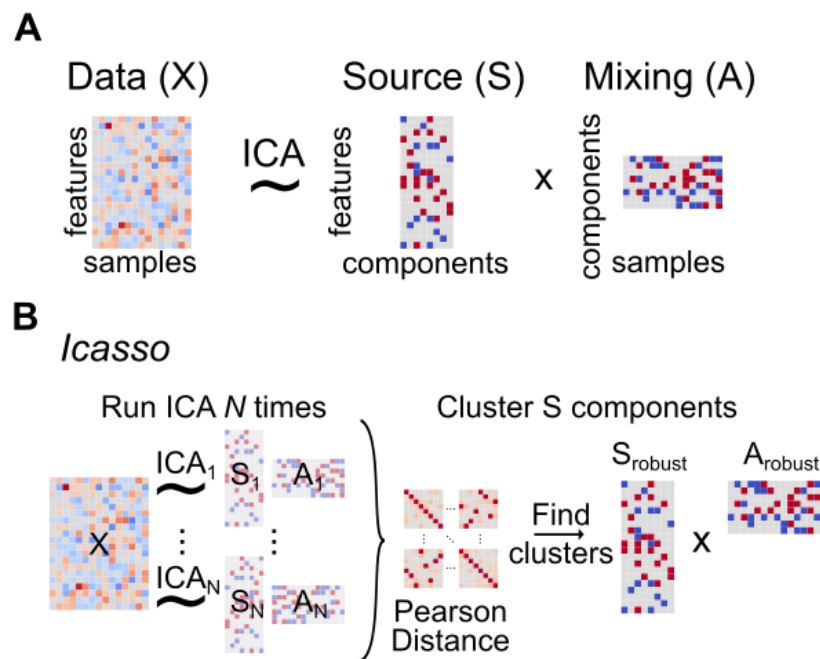 A
Data (X)
Source (S)
Mixing (A)
features
samples
ICA
~
features
components
x
components
samples
B
Icasso
Run ICA N times
Cluster S components
X
ICA1
~
S1
A1
⋮
⋮
ICAN
~
SN
AN
...
⋮
⋱
⋮
...
Pearson
Distance
Find
clusters
Srobust
x
Arobust